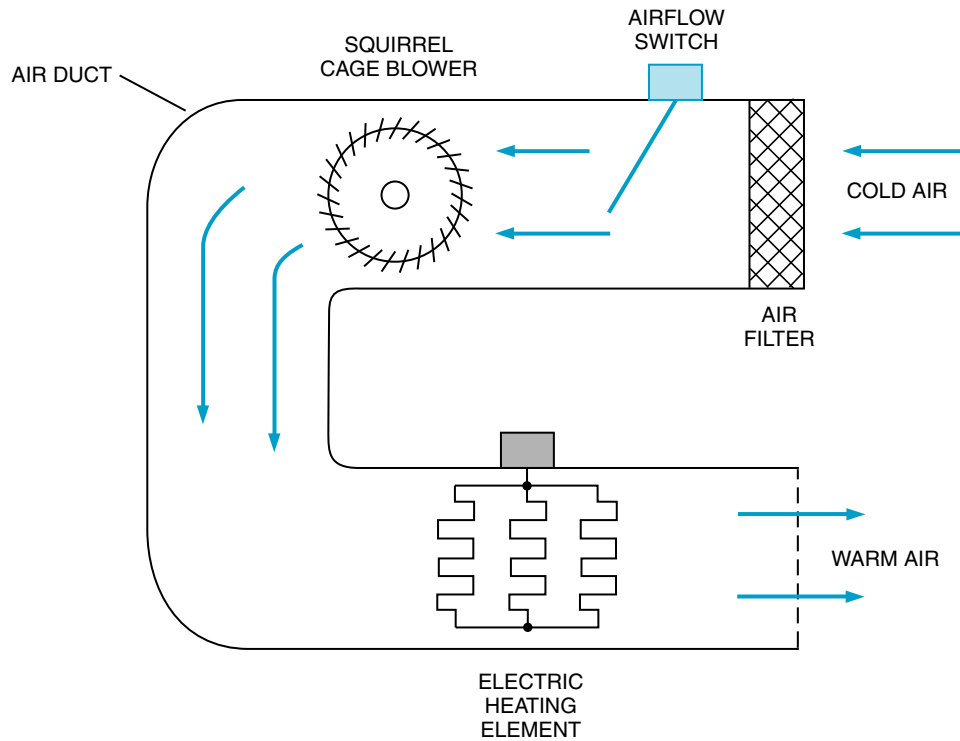 AIRFLOW
SWITCH
SQUIRREL
CAGE BLOWER
AIR DUCT
COLD AIR
AIR
FILTER
WARM AIR
ELECTRIC
HEATING
ELEMENT